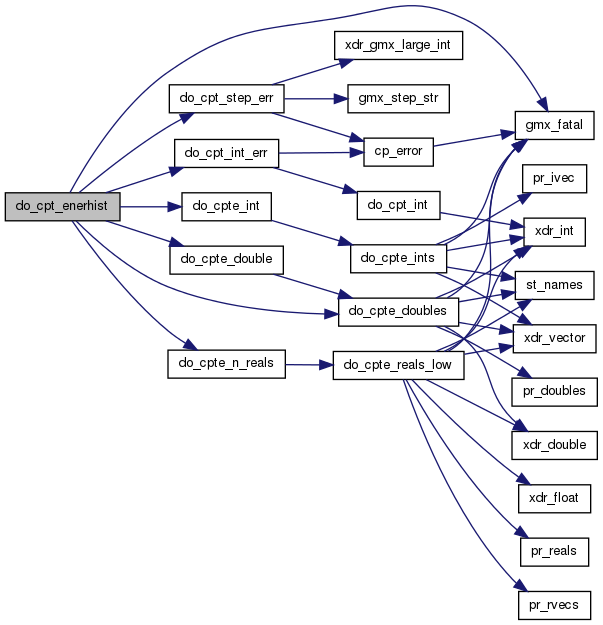 xdr_gmx_large_int
do_cpt_step_err
gmx_step_str
gmx_fatal
do_cpt_int_err
cp_error
pr_ivec
do_cpt_enerhist
do_cpte_int
do_cpt_int
xdr_int
do_cpte_double
do_cpte_ints
st_names
do_cpte_doubles
xdr_vector
do_cpte_n_reals
do_cpte_reals_low
pr_doubles
xdr_double
xdr_float
pr_reals
pr_rvecs